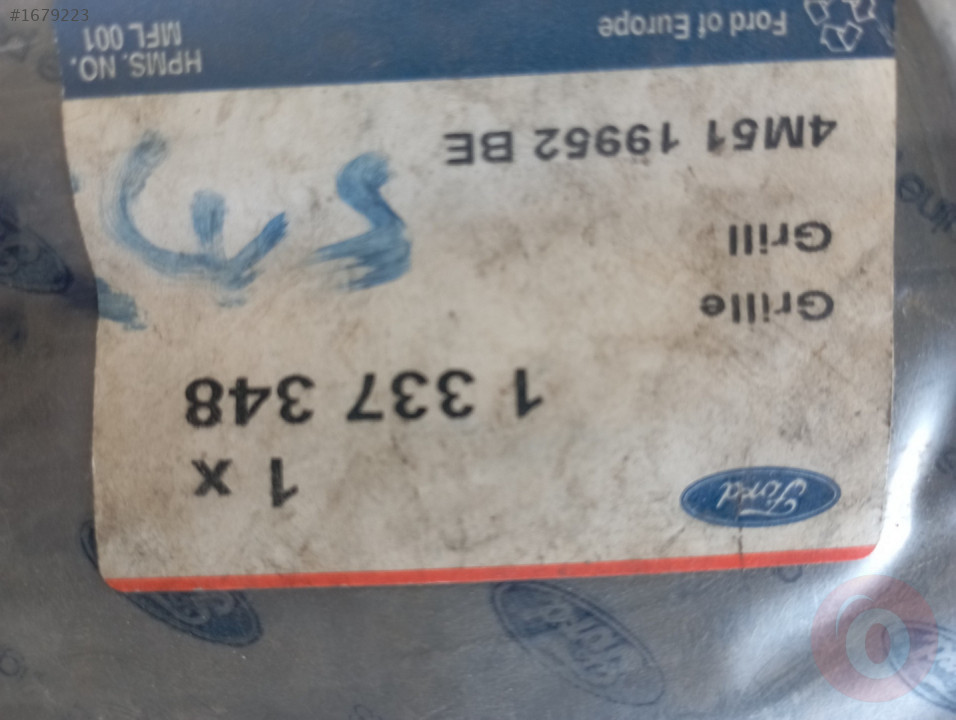 #1679223
Ford
1 x
1 337 348
Grille
Grill
4M51 19952 BE
Ford of Europe
HPMS. NO.
MFL 001